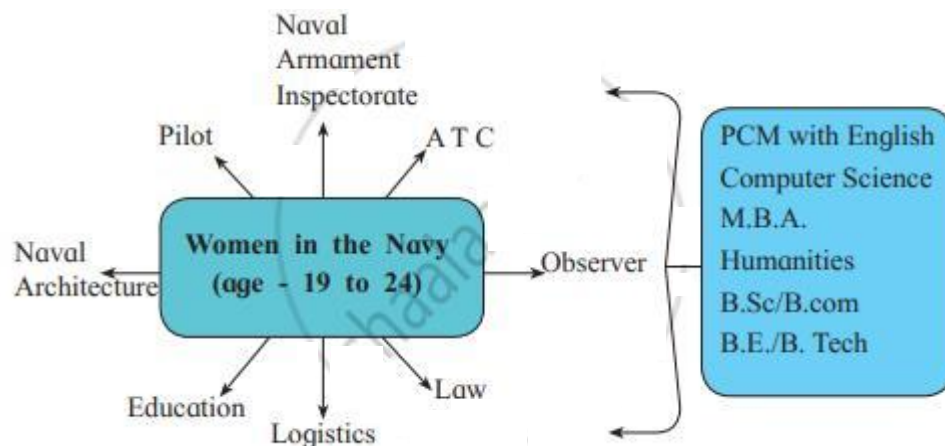 Naval
Armament
Inspectorate
Pilot
A T C
Women in the Navy
(age - 19 to 24)
Naval
Architecture
Observer
Education
Logistics
Law
PCM with English
Computer Science
M.B.A.
Humanities
B.Sc/B.com
B.E./B. Tech